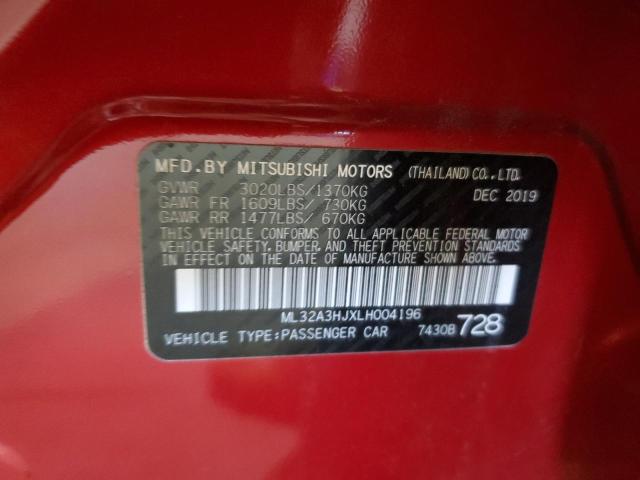 MFD.BY MITSUBISHI MOTORS (THAILAND)CO.,LTD.
GVWR 3020LBS/1370KG DEC 2019
GAWR FR 1609LBS/ 730KG
GAWR RR 1477LBS/ 670KG
THIS VEHICLE CONFORMS TO ALL APPLICABLE FEDERAL MOTOR
VEHICLE SAFETY, BUMPER, AND THEFT PREVENTION STANDARDS
IN EFFECT ON THE DATE OF MANUFACTURE SHOWN ABOVE.
ML32A3HJXLH004196
VEHICLE TYPE:PASSENGER CAR 7430B 728